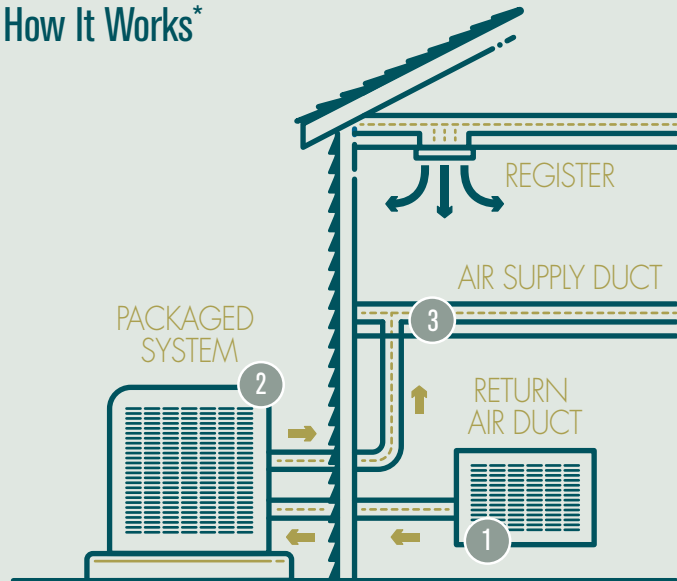 How It Works*
REGISTER
AIR SUPPLY DUCT
3
PACKAGED
SYSTEM
2
RETURN
AIR DUCT
1